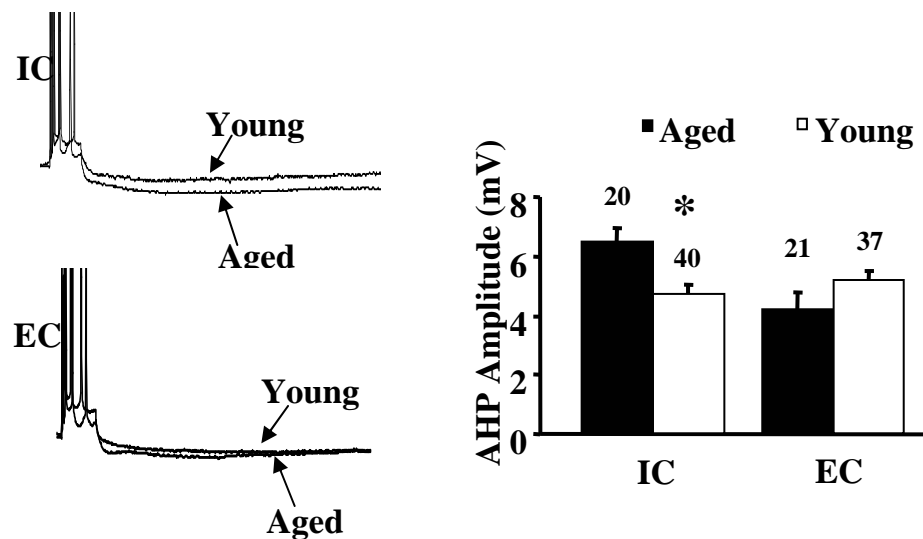 IC
Young
Aged
EC
Young
Aged
■Aged □Young
AHP Amplitude (mV)
8
6
4
2
0
20
*
40
21
37
IC
EC